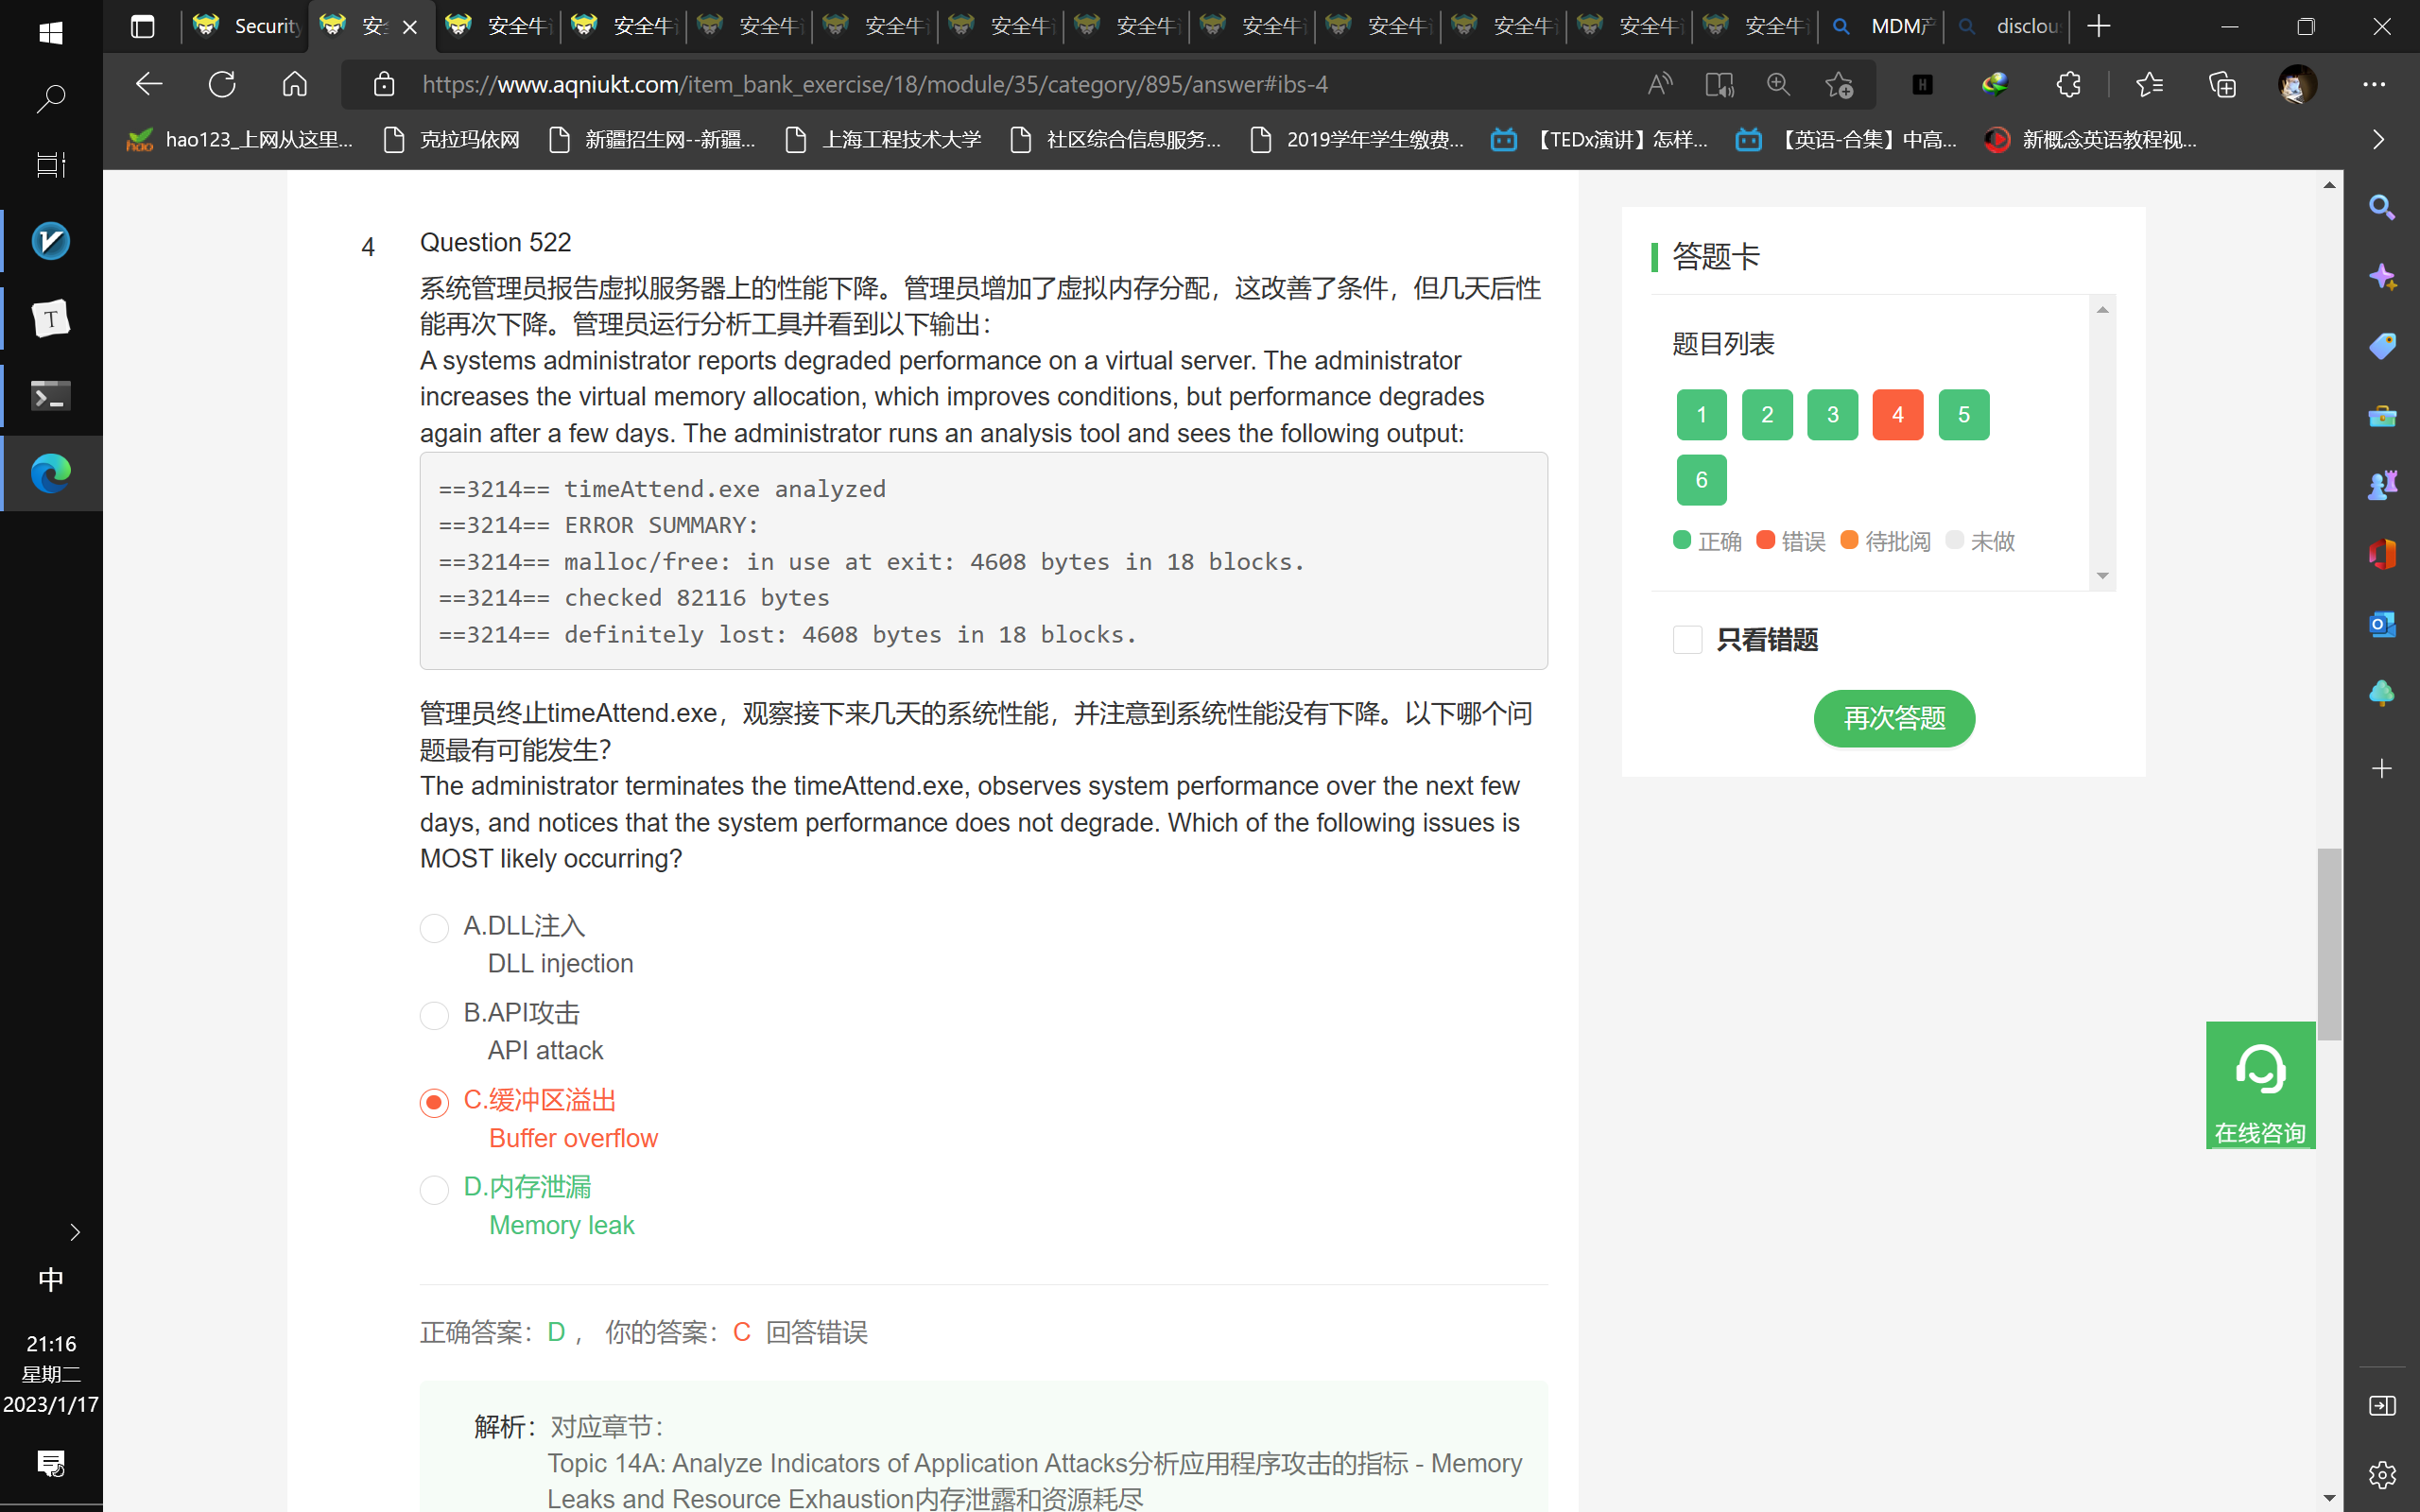 Security
安全
安全牛
安全牛
安全牛
安全牛
安全牛
安全牛
安全牛
安全牛
安全牛
安全牛
安全牛
MDM产
disclou
https://www.aqniukt.com/item_bank_exercise/18/module/35/category/895/answer#ibs-4
hao123_上网从这里...
克拉玛依网
新疆招生网--新疆...
上海工程技术大学
社区综合信息服务...
2019学年学生缴费...
【TEDx演讲】怎样...
【英语-合集】中高...
新概念英语教程视...
4
Question 522
系统管理员报告虚拟服务器上的性能下降。管理员增加了虚拟内存分配，这改善了条件，但几天后性
能再次下降。管理员运行分析工具并看到以下输出：
A systems administrator reports degraded performance on a virtual server. The administrator
increases the virtual memory allocation, which improves conditions, but performance degrades
again after a few days. The administrator runs an analysis tool and sees the following output:
==3214== timeAttend.exe analyzed
==3214== ERROR SUMMARY:
==3214== malloc/free: in use at exit: 4608 bytes in 18 blocks.
==3214== checked 82116 bytes
==3214== definitely lost: 4608 bytes in 18 blocks.
管理员终止timeAttend.exe，观察接下来几天的系统性能，并注意到系统性能没有下降。以下哪个问
题最有可能发生？
The administrator terminates the timeAttend.exe, observes system performance over the next few
days, and notices that the system performance does not degrade. Which of the following issues is
MOST likely occurring?
A.DLL注入
DLL injection
B.API攻击
API attack
C.缓冲区溢出
Buffer overflow
D.内存泄漏
Memory leak
正确答案：D ， 你的答案：C 回答错误
解析：对应章节：
Topic 14A: Analyze Indicators of Application Attacks分析应用程序攻击的指标 - Memory
Leaks and Resource Exhaustion内存泄露和资源耗尽
答题卡
题目列表
1 2 3 4 5
6
正确 错误 待批阅 未做
只看错题
再次答题
在线咨询
中
21:16
星期二
2023/1/17